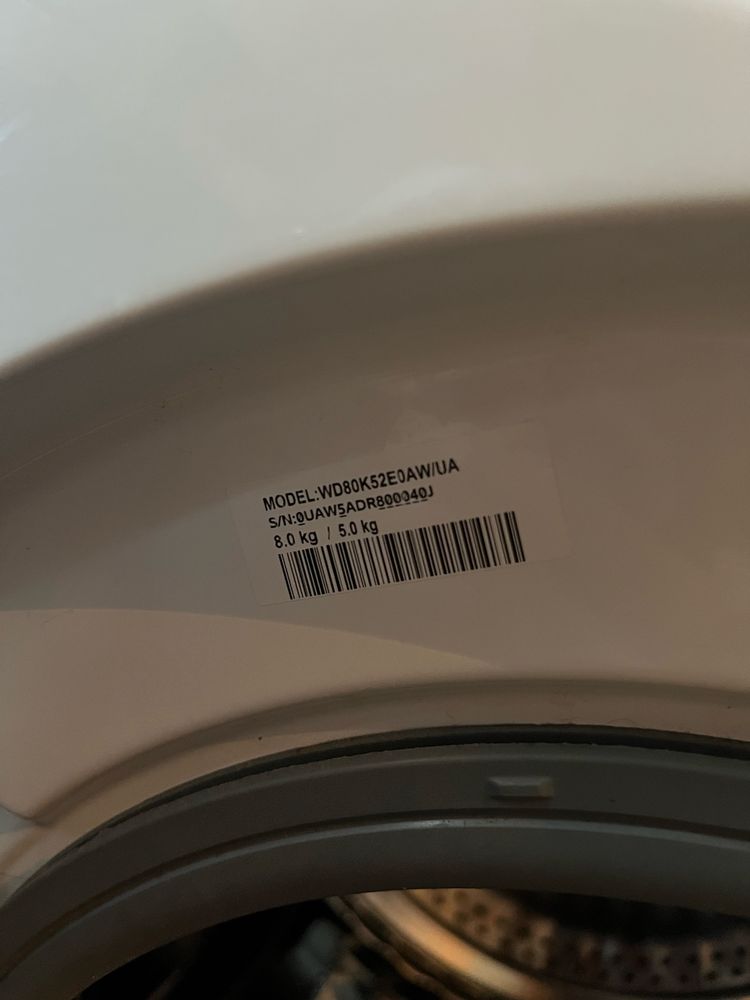 MODEL:WD80K52E0AW/UA
S/N:0UAW5ADR800040J
8.0 kg / 5.0 kg